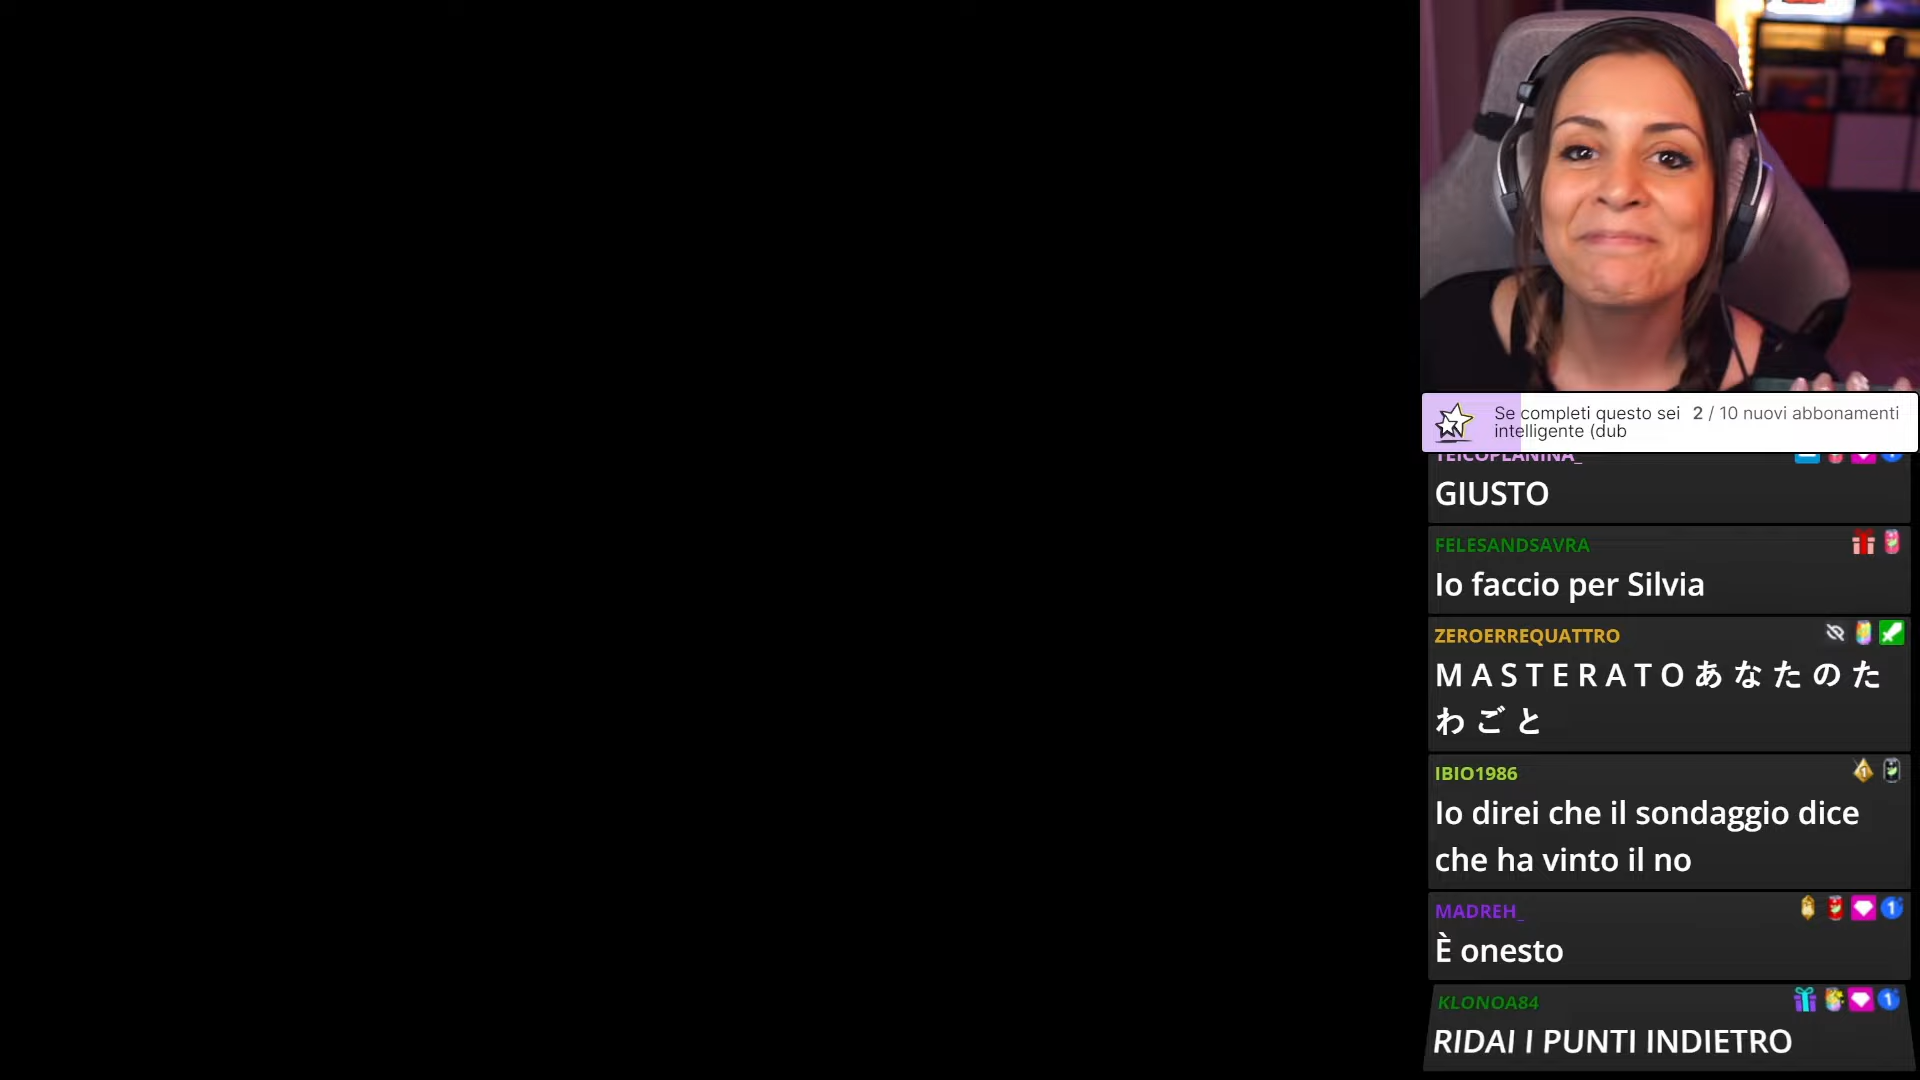 Se completi questo sei 2 / 10 nuovi abbonamenti
intelligente (dub
TEICOPLANINA_
GIUSTO
FELESANDSAVRA
Io faccio per Silvia
ZEROERREQUATTRO
M A S T E R A T O あ な た の た
わ ご と
IBIO1986
Io direi che il sondaggio dice
che ha vinto il no
MADREH_
È onesto
KLONOA84
RIDAI I PUNTI INDIETRO